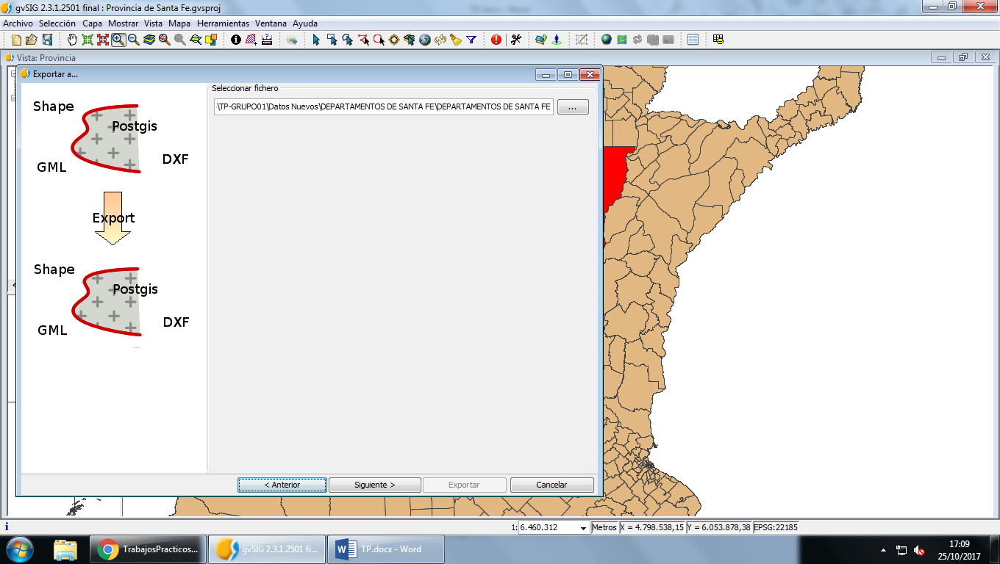 gvSIG 2.3.1.2501 final : Provincia de Santa Fe.gvsproj
Archivo Selección Capa Mostrar Vista Mapa Herramientas Ventana Ayuda
Vista: Provincia
Exportar a...
Shape
Postgis
GML
DXF
Export
Shape
Postgis
GML
DXF
Seleccionar fichero
\TP-GRUPO01\Datos Nuevos\DEPARTAMENTOS DE SANTA FE\DEPARTAMENTOS DE SANTA FE
...
< Anterior
Siguiente >
Exportar
Cancelar
1: 6.460.312
Metros
X = 4.798.538,15
Y = 6.053.878,38
EPSG:22185
TrabajosPracticos...
gvSIG 2.3.1.2501 fi...
TP.docx - Word
17:09
25/10/2017